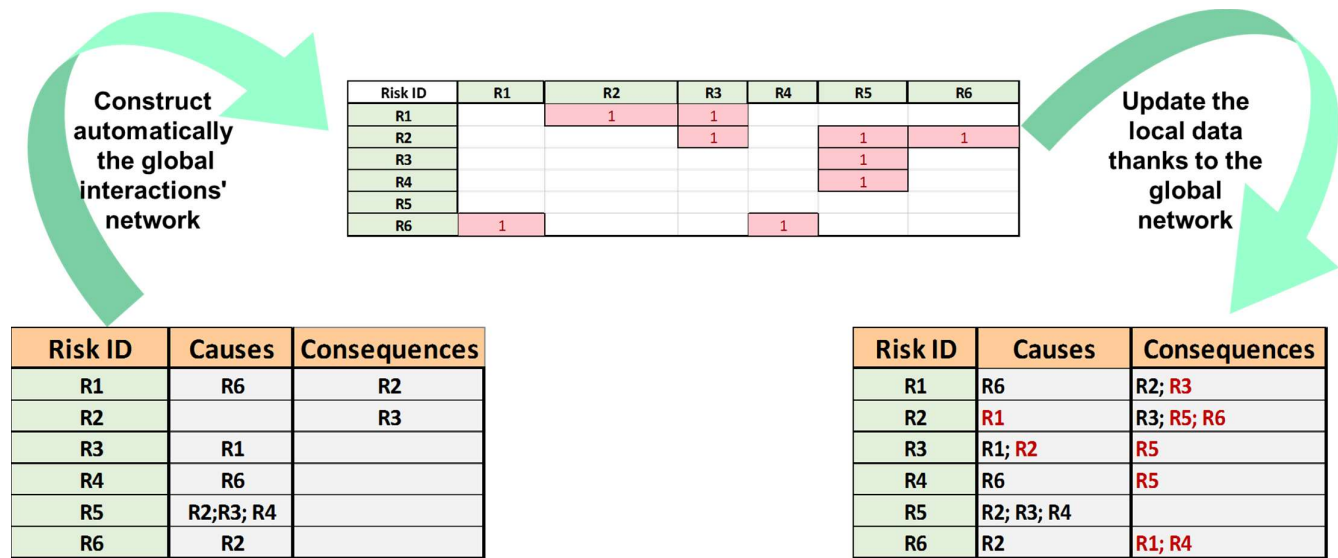 Construct
automatically
the global
interactions'
network
Risk ID R1 R2 R3 R4 R5 R6
R1 1 1
R2 1 1 1
R3 1
R4 1
R5
R6 1 1
Update the
local data
thanks to the
global
network
Risk ID Causes Consequences
R1 R6 R2
R2 R3
R3 R1
R4 R6
R5 R2;R3; R4
R6 R2
Risk ID Causes Consequences
R1 R6 R2; R3
R2 R1 R3; R5; R6
R3 R1; R2 R5
R4 R6 R5
R5 R2; R3; R4
R6 R2 R1; R4